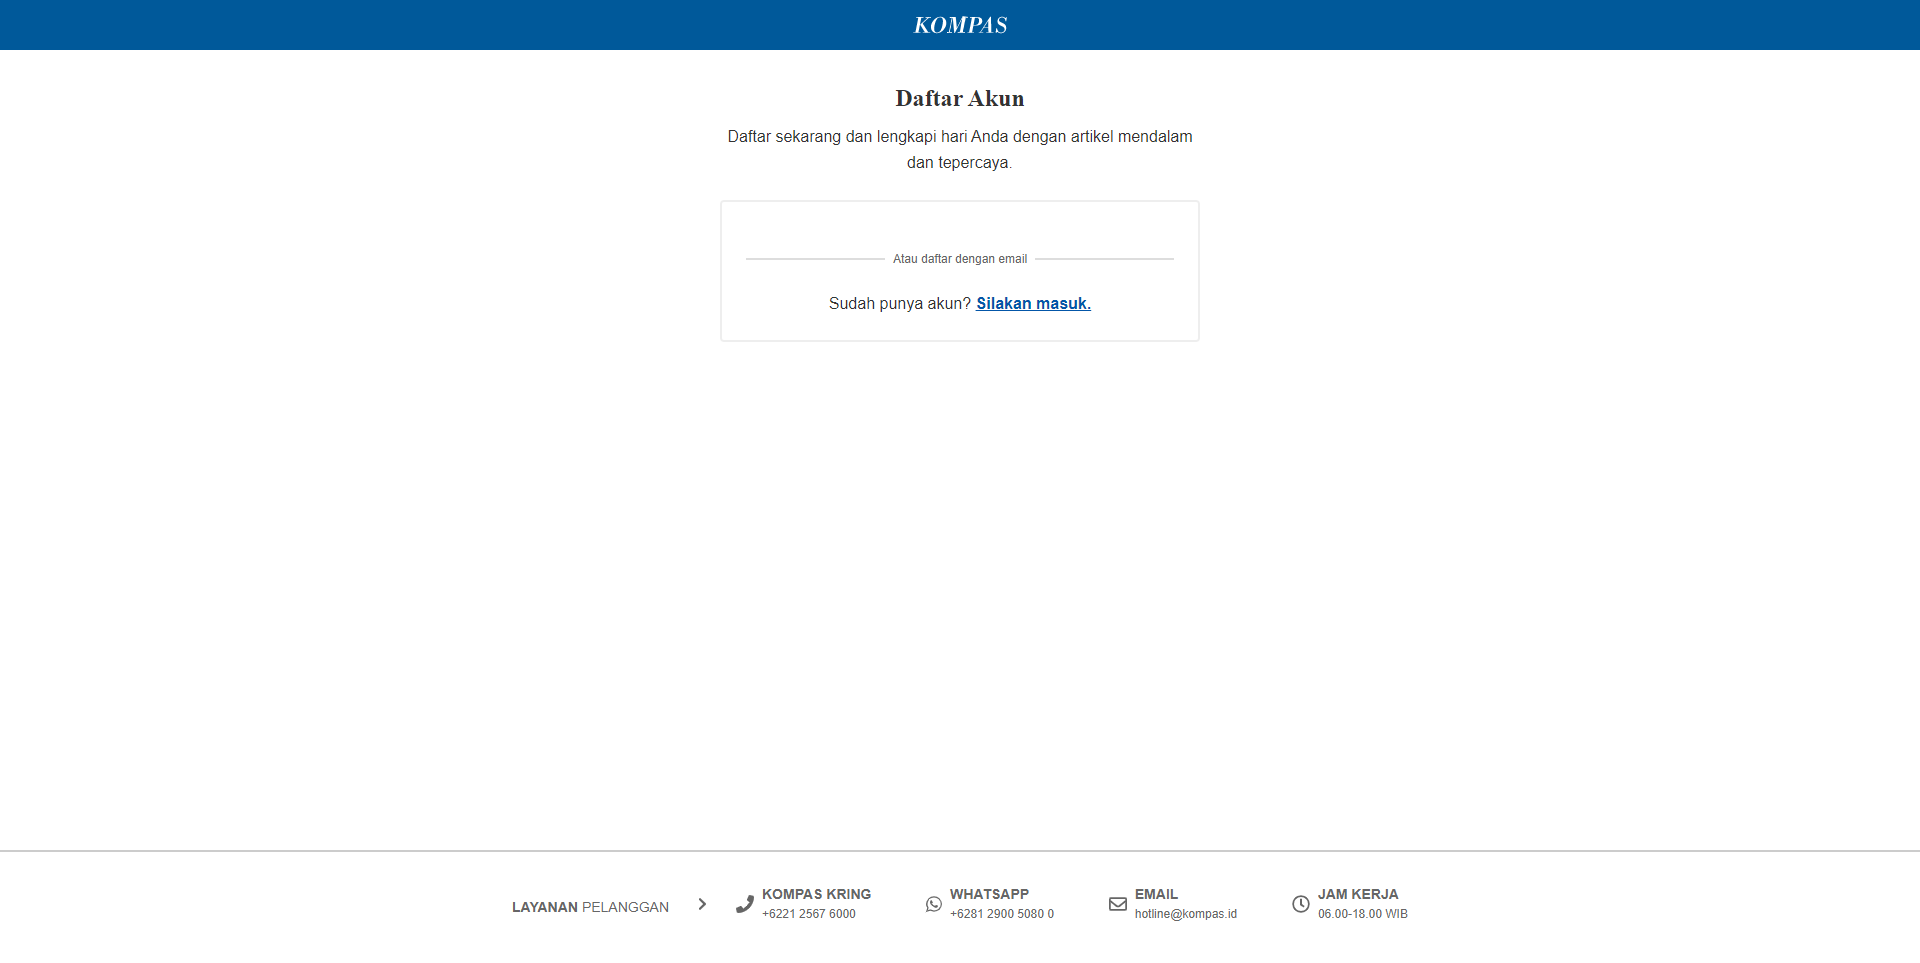 KOMPAS
Daftar Akun
Daftar sekarang dan lengkapi hari Anda dengan artikel mendalam
dan tepercaya.
Atau daftar dengan email
Sudah punya akun? Silakan masuk.
LAYANAN PELANGGAN
KOMPAS KRING
+6221 2567 6000
WHATSAPP
+6281 2900 5080 0
EMAIL
hotline@kompas.id
JAM KERJA
06.00-18.00 WIB